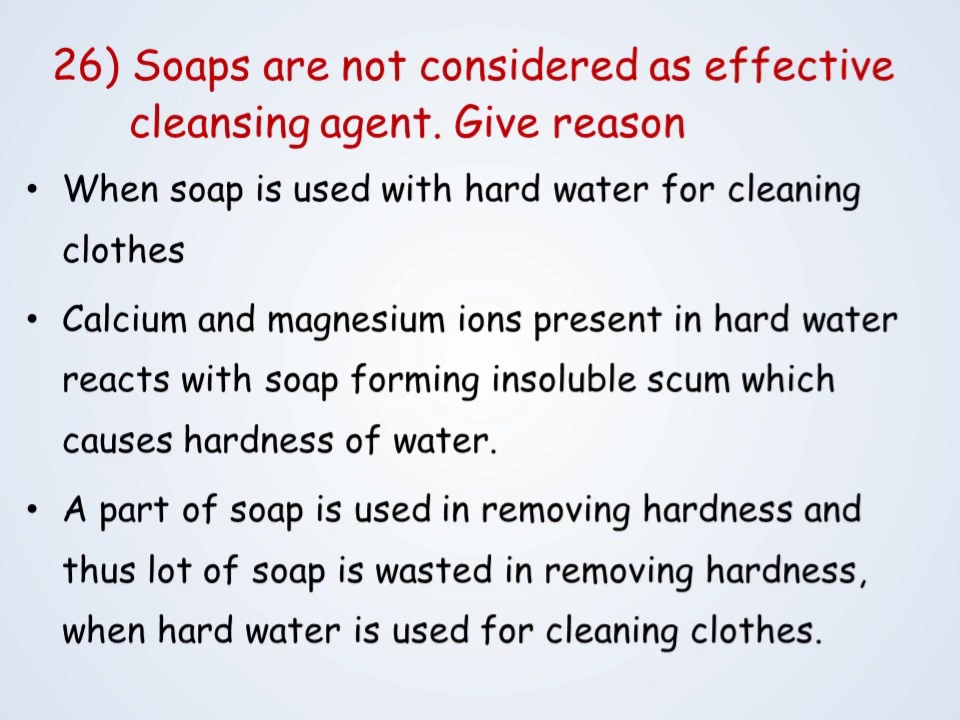 26) Soaps are not considered as effective
cleansing agent. Give reason
• When soap is used with hard water for cleaning
clothes
• Calcium and magnesium ions present in hard water
reacts with soap forming insoluble scum which
causes hardness of water.
• A part of soap is used in removing hardness and
thus lot of soap is wasted in removing hardness,
when hard water is used for cleaning clothes.